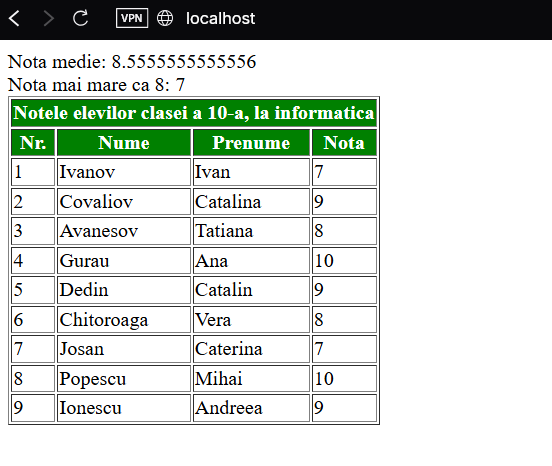 VPN localhost
Nota medie: 8.5555555555556
Nota mai mare ca 8: 7
Notele elevilor clasei a 10-a, la informatica
Nr. Nume Prenume Nota
1 Ivanov Ivan 7
2 Covaliov Catalina 9
3 Avanesov Tatiana 8
4 Gurau Ana 10
5 Dedin Catalin 9
6 Chitoroaga Vera 8
7 Josan Caterina 7
8 Popescu Mihai 10
9 Ionescu Andreea 9